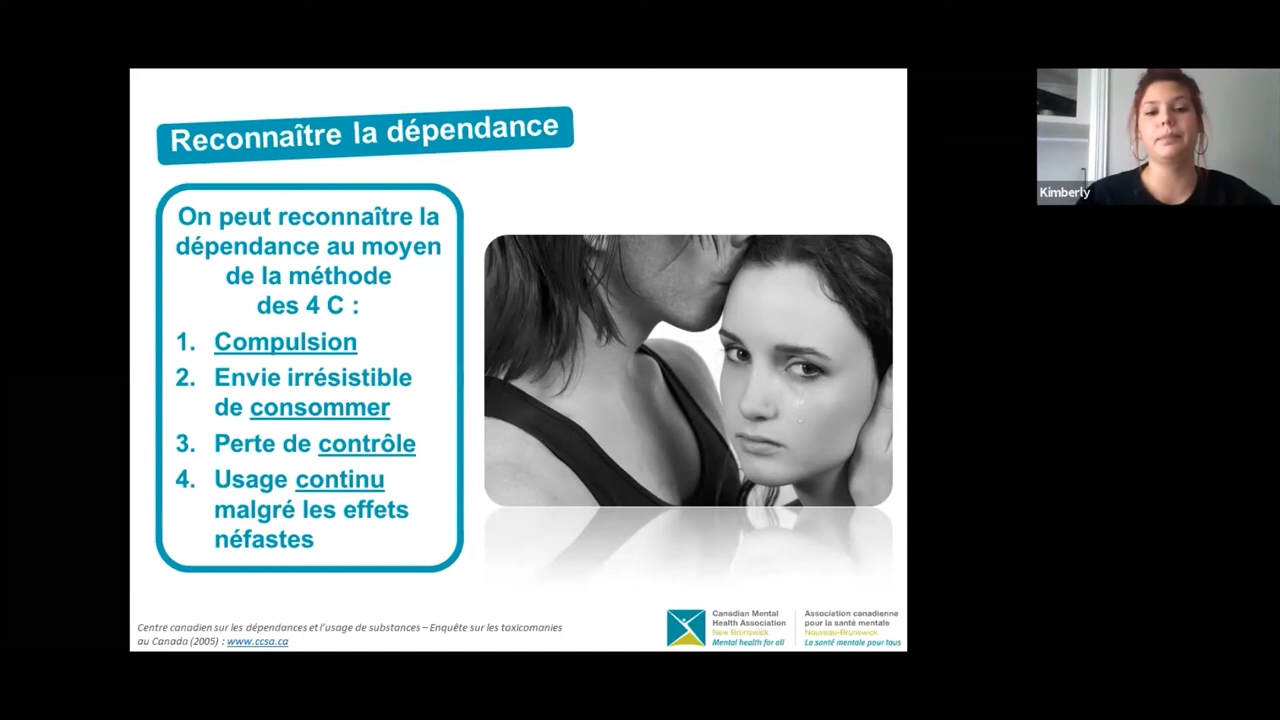 Reconnaître la dépendance
On peut reconnaître la
dépendance au moyen
de la méthode
des 4 C :
1. Compulsion
2. Envie irrésistible
de consommer
3. Perte de contrôle
4. Usage continu
malgré les effets
néfastes
Centre canadien sur les dépendances et l'usage de substances – Enquête sur les toxicomanies
au Canada (2005) : www.ccsa.ca
Canadian Mental
Health Association
New Brunswick
Mental health for all
Association canadienne
pour la santé mentale
Nouveau-Brunswick
La santé mentale pour tous
Kimberly